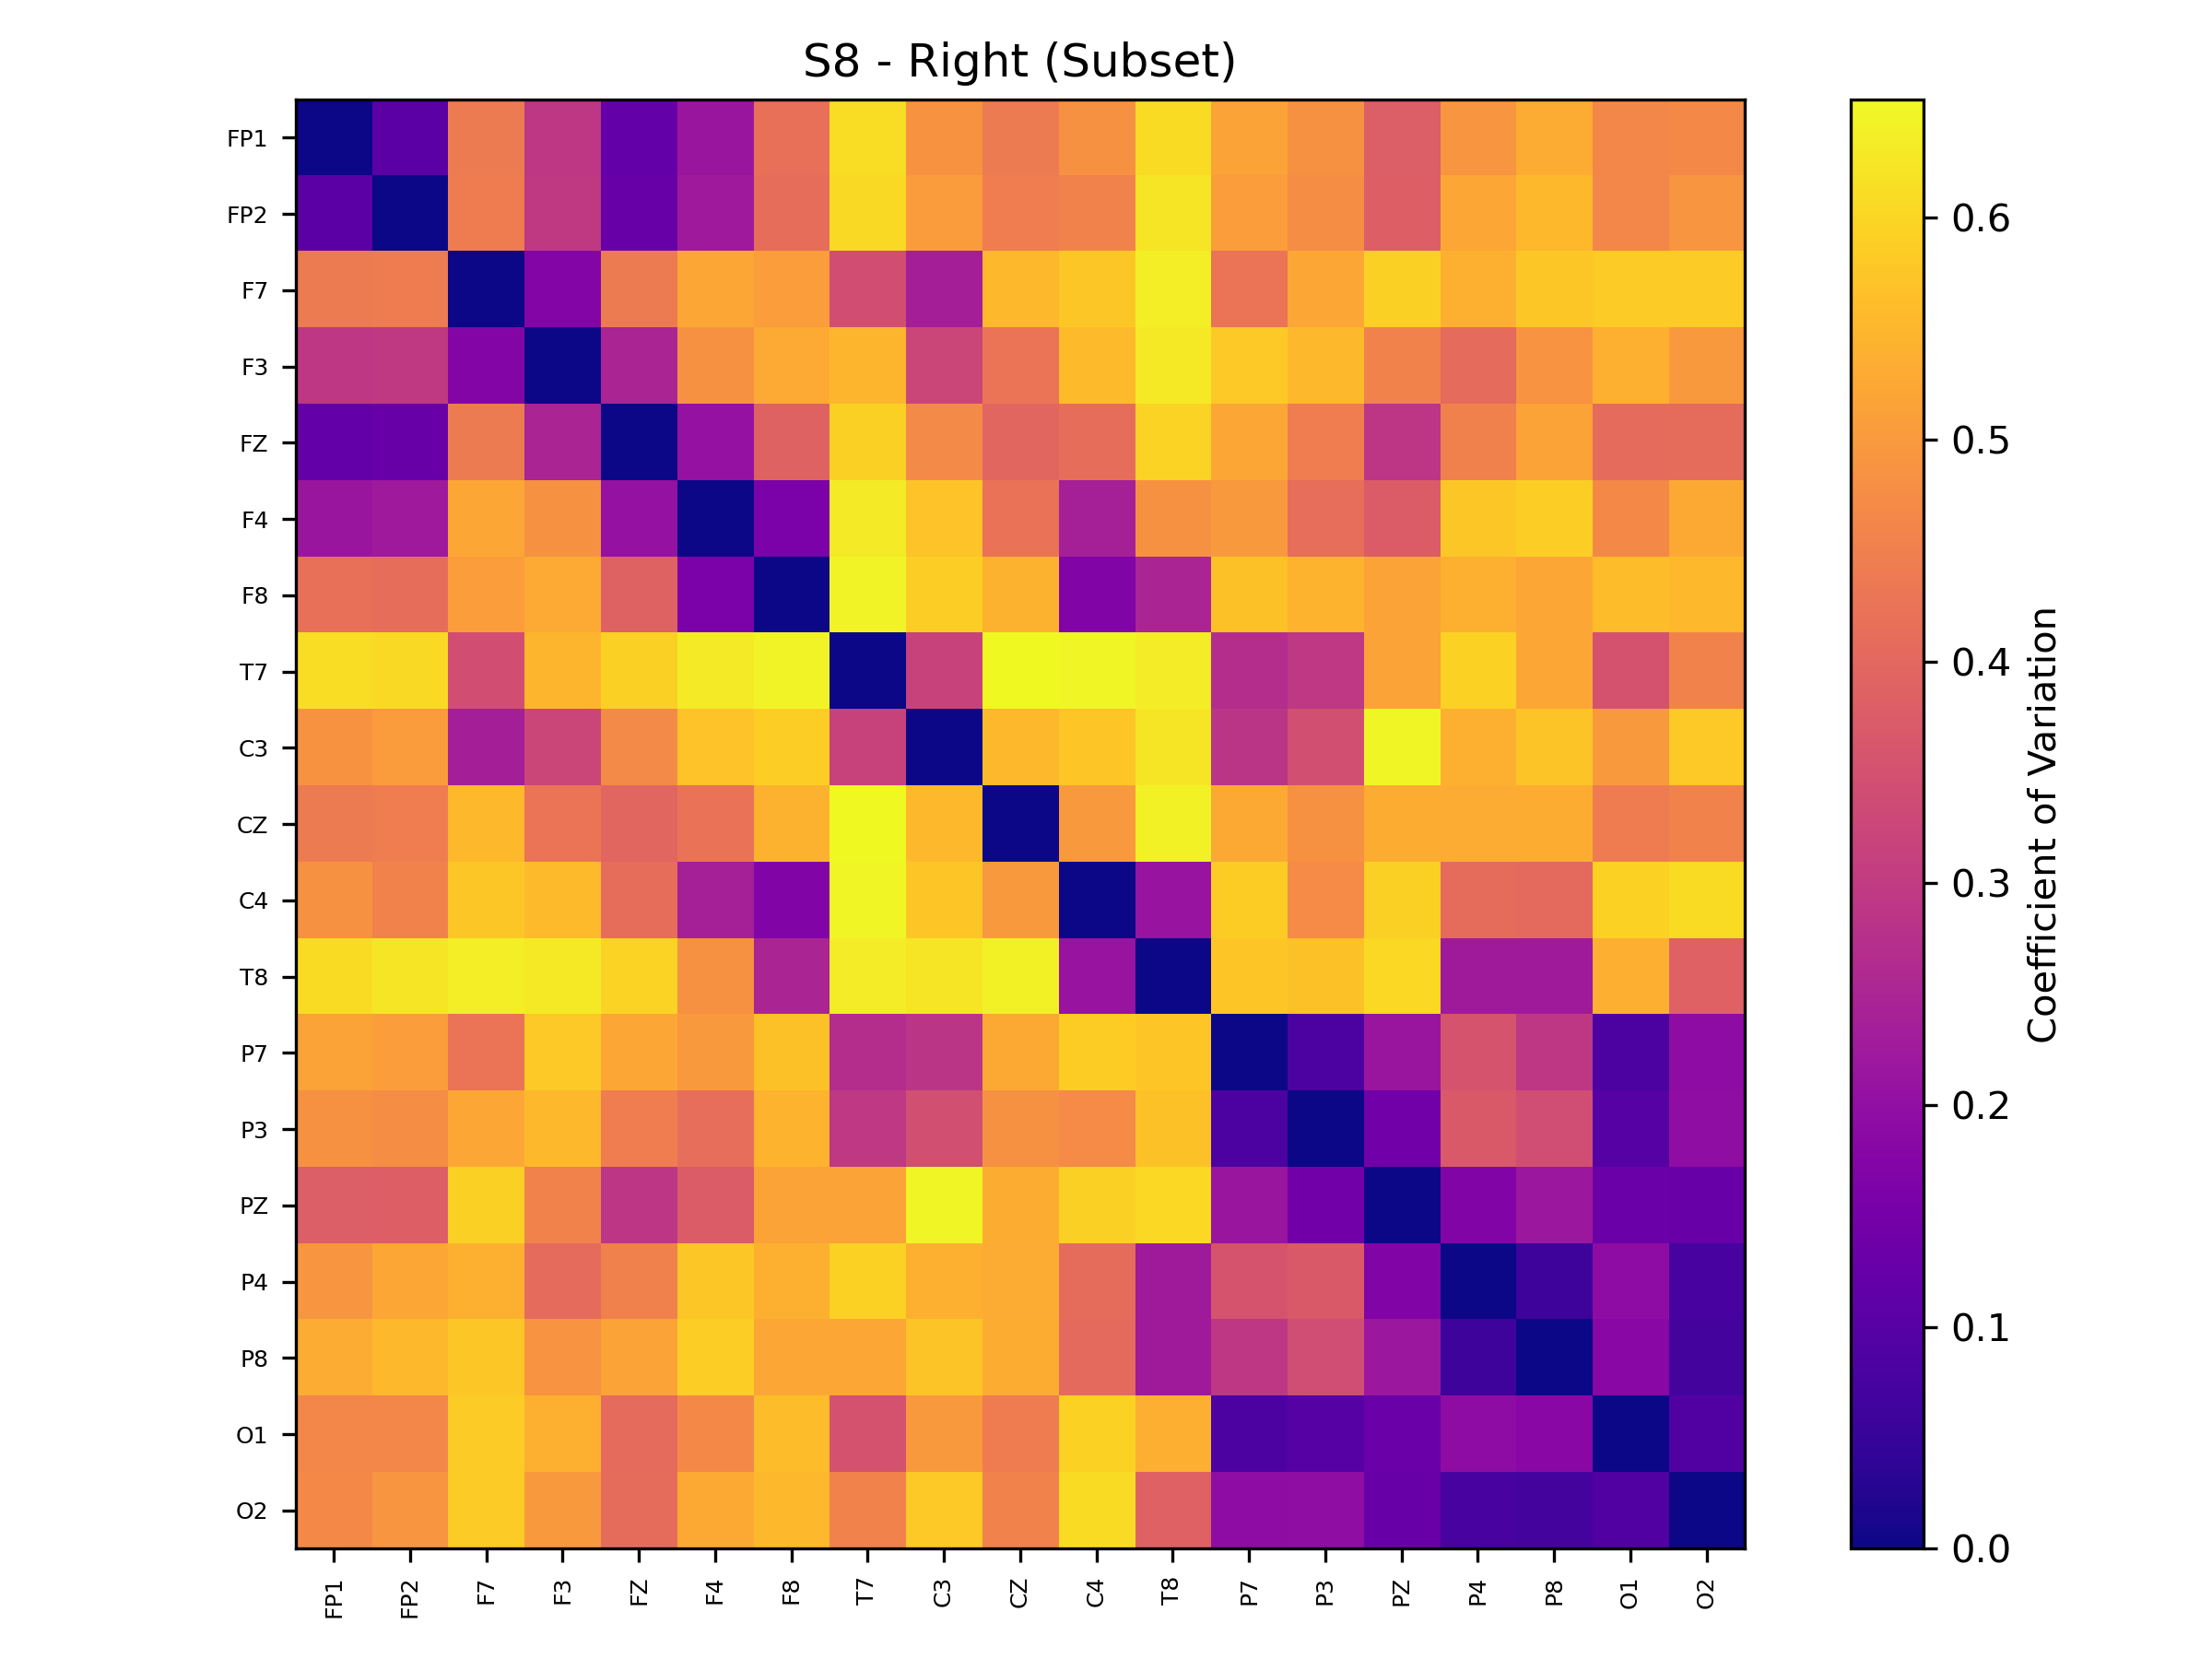 S8 - Right (Subset)
FP1
FP2
F7
F3
FZ
F4
F8
T7
C3
CZ
C4
T8
P7
P3
PZ
P4
P8
O1
O2
FP1 FP2 F7 F3 FZ F4 F8 T7 C3 CZ C4 T8 P7 P3 PZ P4 P8 O1 O2
0.6
0.5
0.4
0.3
0.2
0.1
0.0
Coefficient of Variation